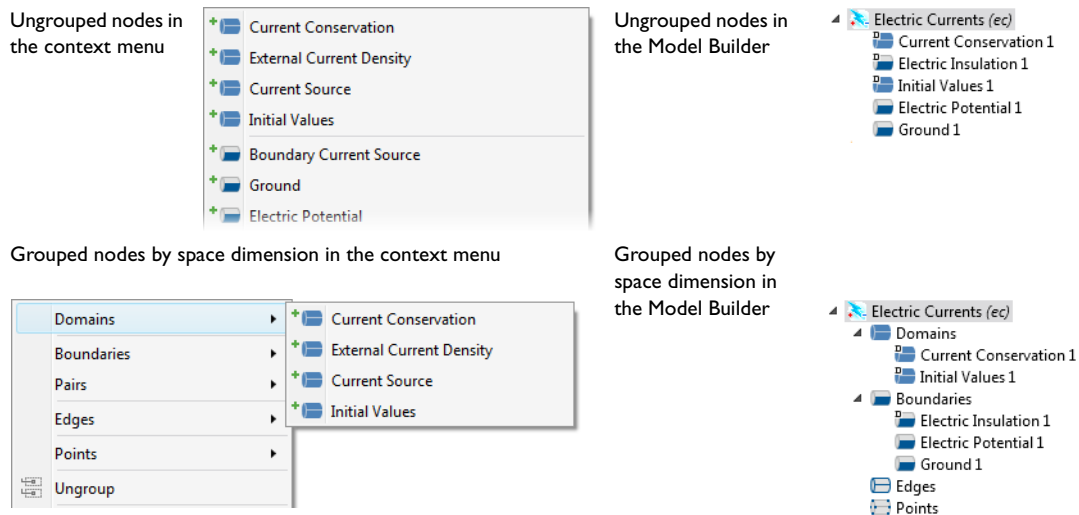 Ungrouped nodes in
the context menu
Current Conservation
External Current Density
Current Source
Initial Values
Boundary Current Source
Ground
Electric Potential
Ungrouped nodes in
the Model Builder
Electric Currents (ec)
D Current Conservation 1
D Electric Insulation 1
D Initial Values 1
Electric Potential 1
Ground 1
Grouped nodes by space dimension in the context menu
Domains
Boundaries
Pairs
Edges
Points
Ungroup
Current Conservation
External Current Density
Current Source
Initial Values
Grouped nodes by
space dimension in
the Model Builder
Electric Currents (ec)
Domains
D Current Conservation 1
D Initial Values 1
Boundaries
D Electric Insulation 1
Electric Potential 1
Ground 1
Edges
Points